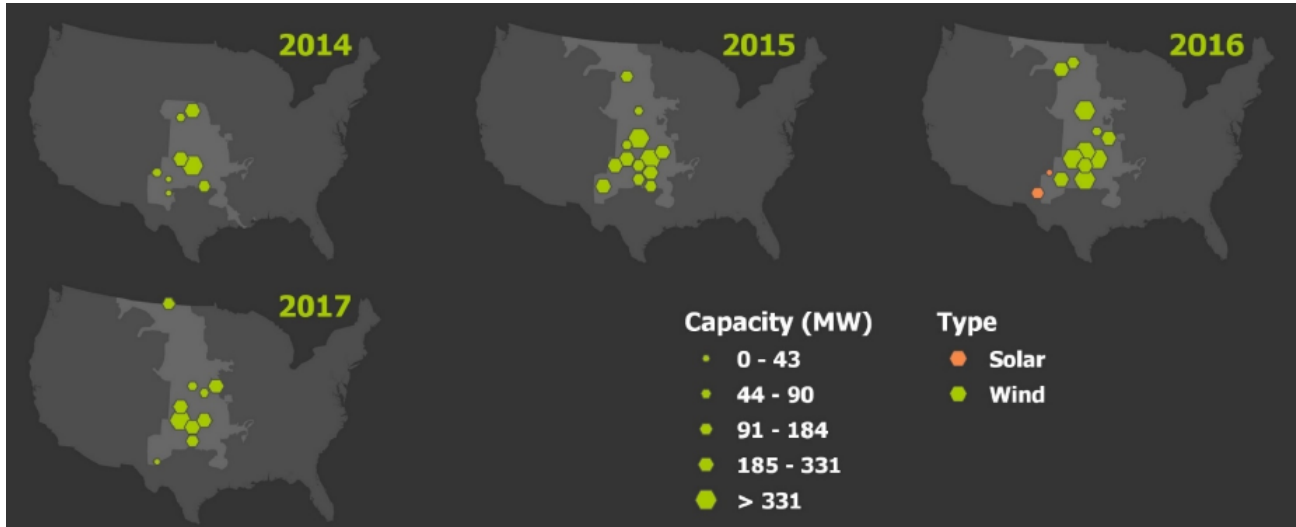 2014
2015
2016
2017
Capacity (MW)
0 - 43
44 - 90
91 - 184
185 - 331
> 331
Type
Solar
Wind